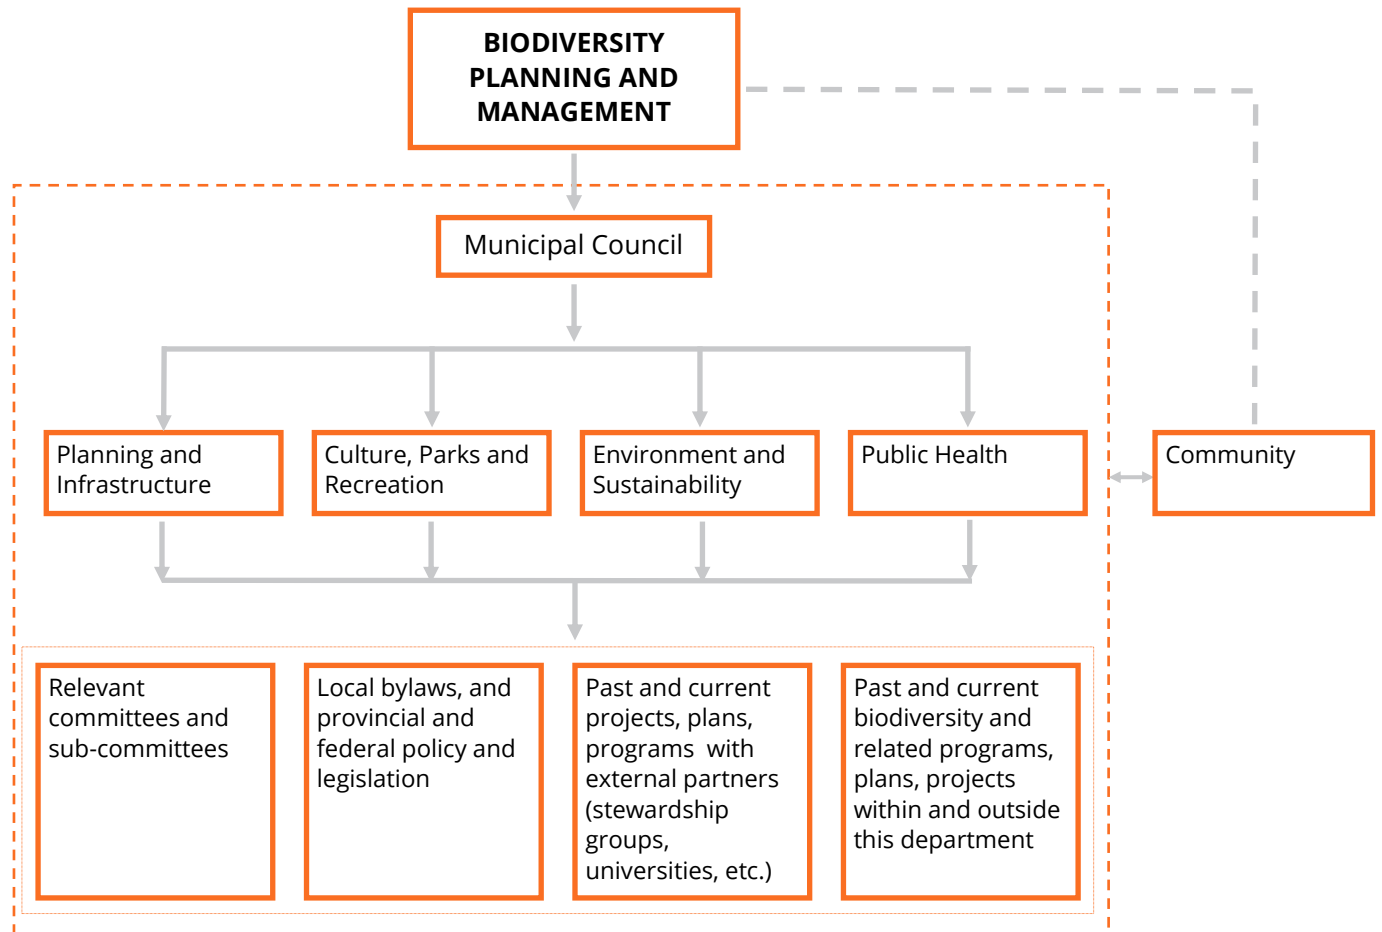 BIODIVERSITY
PLANNING AND
MANAGEMENT
Municipal Council
Planning and
Infrastructure
Culture, Parks and
Recreation
Environment and
Sustainability
Public Health
Community
Relevant
committees and
sub-committees
Local bylaws, and
provincial and
federal policy and
legislation
Past and current
projects, plans,
programs  with
external partners
(stewardship
groups,
universities, etc.)
Past and current
biodiversity and
related programs,
plans, projects
within and outside
this department